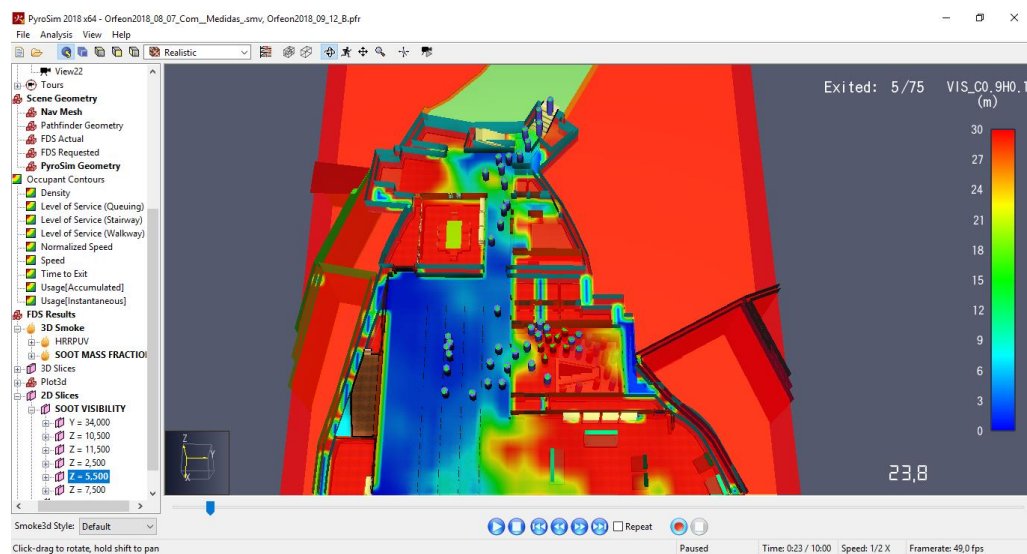 PyroSim 2018 x64 - Orfeon2018_08_07_Com__Medidas_.smv, Orfeon2018_09_12_B.pfr
File Analysis View Help
Realistic
View22
Tours
Scene Geometry
Nav Mesh
Pathfinder Geometry
FDS Actual
FDS Requested
PyroSim Geometry
Occupant Contours
Density
Level of Service (Queuing)
Level of Service (Stairway)
Level of Service (Walkway)
Normalized Speed
Speed
Time to Exit
Usage[Accumulated]
Usage[Instantaneous]
FDS Results
3D Smoke
HRRPUV
SOOT MASS FRACTION
3D Slices
Plot3d
2D Slices
SOOT VISIBILITY
Y = 34,000
Z = 10,500
Z = 11,500
Z = 2,500
Z = 5,500
Z = 7,500
Smoke3d Style: Default
Exited: 5/75 VIS_C0.9H0.1
(m)
30
27
24
21
18
15
12
9
6
3
0
Z
Y
X
23,8
Repeat
Click-drag to rotate, hold shift to pan
Paused Time: 0:23 / 10:00 Speed: 1/2 X Framerate: 49,0 fps